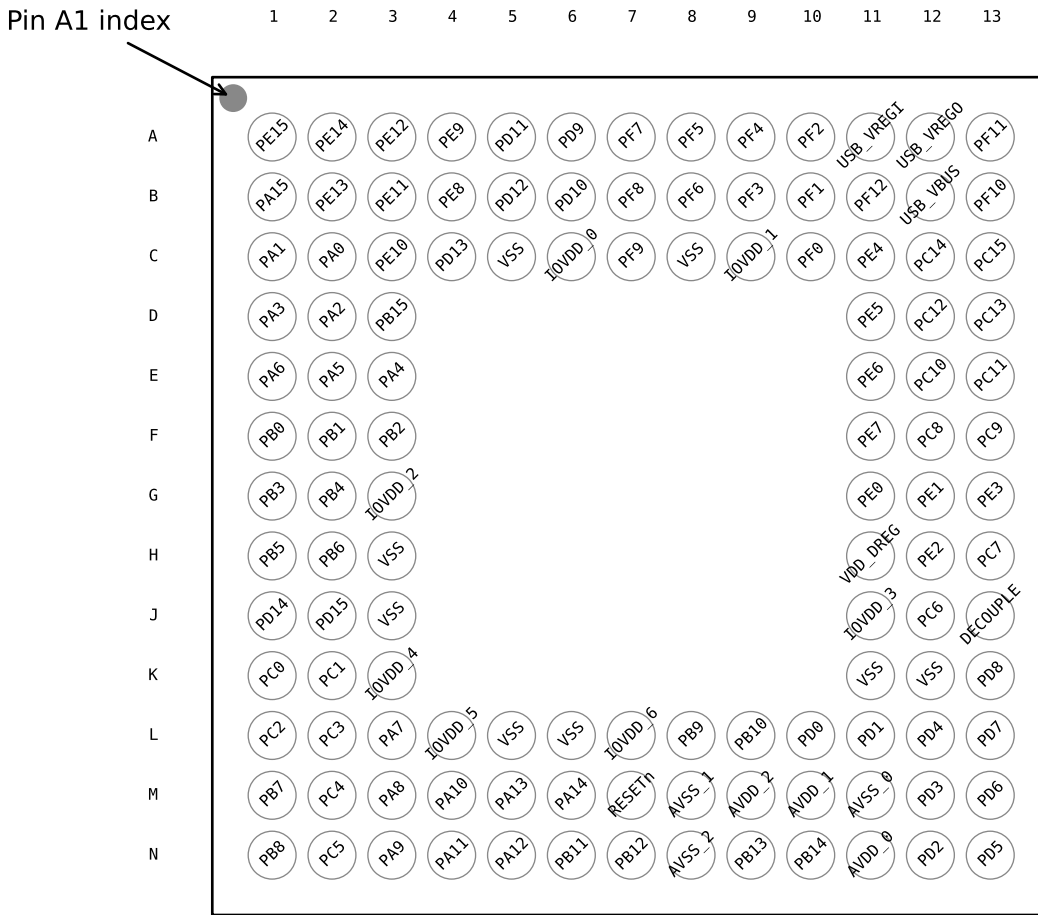 Pin A1 index
1 2 3 4 5 6 7 8 9 10 11 12 13
A PE15 PE14 PE12 PE9 PD11 PD9 PF7 PF5 PF4 PF2 USB_VREGI USB_VREGO PF11
B PA15 PE13 PE11 PE8 PD12 PD10 PF8 PF6 PF3 PF1 PF12 USB_VBUS PF10
C PA1 PA0 PE10 PD13 VSS IOVDD_0 PF9 VSS IOVDD_1 PF0 PE4 PC14 PC15
D PA3 PA2 PB15 PE5 PC12 PC13
E PA6 PA5 PA4 PE6 PC10 PC11
F PB0 PB1 PB2 PE7 PC8 PC9
G PB3 PB4 IOVDD_2 PE0 PE1 PE3
H PB5 PB6 VSS VDD_DREG PE2 PC7
J PD14 PD15 VSS IOVDD_3 PC6 DECOUPLE
K PC0 PC1 IOVDD_4 VSS VSS PD8
L PC2 PC3 PA7 IOVDD_5 VSS VSS IOVDD_6 PB9 PB10 PD0 PD1 PD4 PD7
M PB7 PC4 PA8 PA10 PA13 PA14 RESETn AVSS_1 AVDD_2 AVDD_1 AVSS_0 PD3 PD6
N PB8 PC5 PA9 PA11 PA12 PB11 PB12 AVSS_2 PB13 PB14 AVDD_0 PD2 PD5